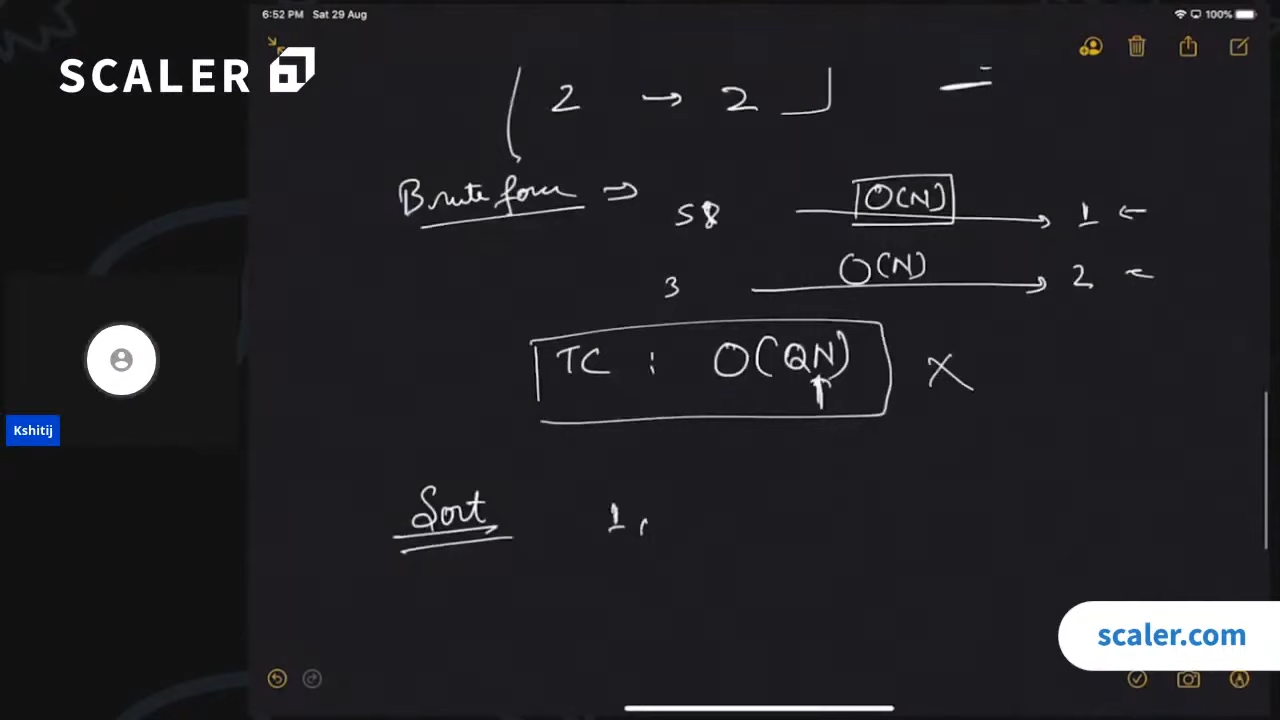 6:52 PM Sat 29 Aug 100%
SCALER
2 → 2
Brute force ⇒ 58 O(N) → 1 ←
3 O(N) → 2 ←
TC : O(QN) X
Kshitij
Sort 1,
scaler.com